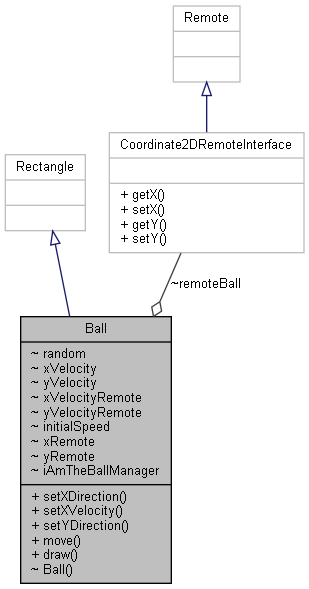 Remote
Coordinate2DRemoteInterface
+ getX()
+ setX()
+ getY()
+ setY()
Rectangle
~remoteBall
Ball
~ random
~ xVelocity
~ yVelocity
~ xVelocityRemote
~ yVelocityRemote
~ initialSpeed
~ xRemote
~ yRemote
~ iAmTheBallManager
+ setXDirection()
+ setXVelocity()
+ setYDirection()
+ move()
+ draw()
~ Ball()